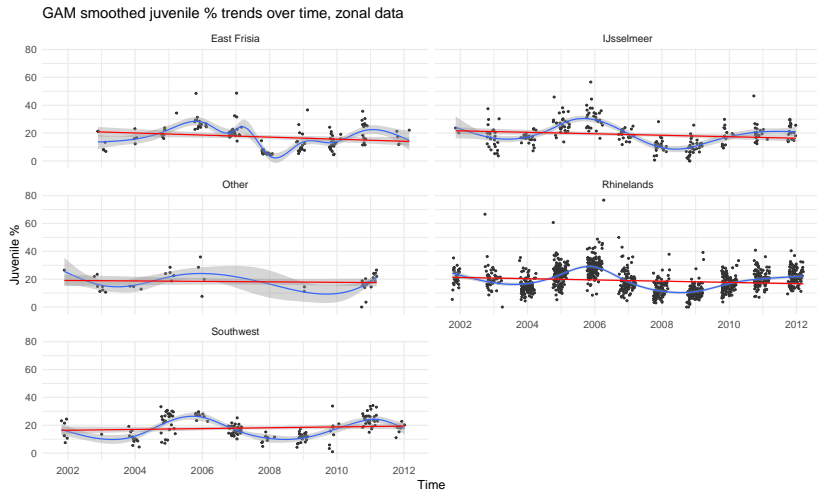 GAM smoothed juvenile % trends over time, zonal data
East Frisia
IJsselmeer
80
60
40
20
0
Other
Rhinelands
80
60
40
20
0
Juvenile %
2002 2004 2006 2008 2010 2012
Southwest
80
60
40
20
0
2002 2004 2006 2008 2010 2012
Time